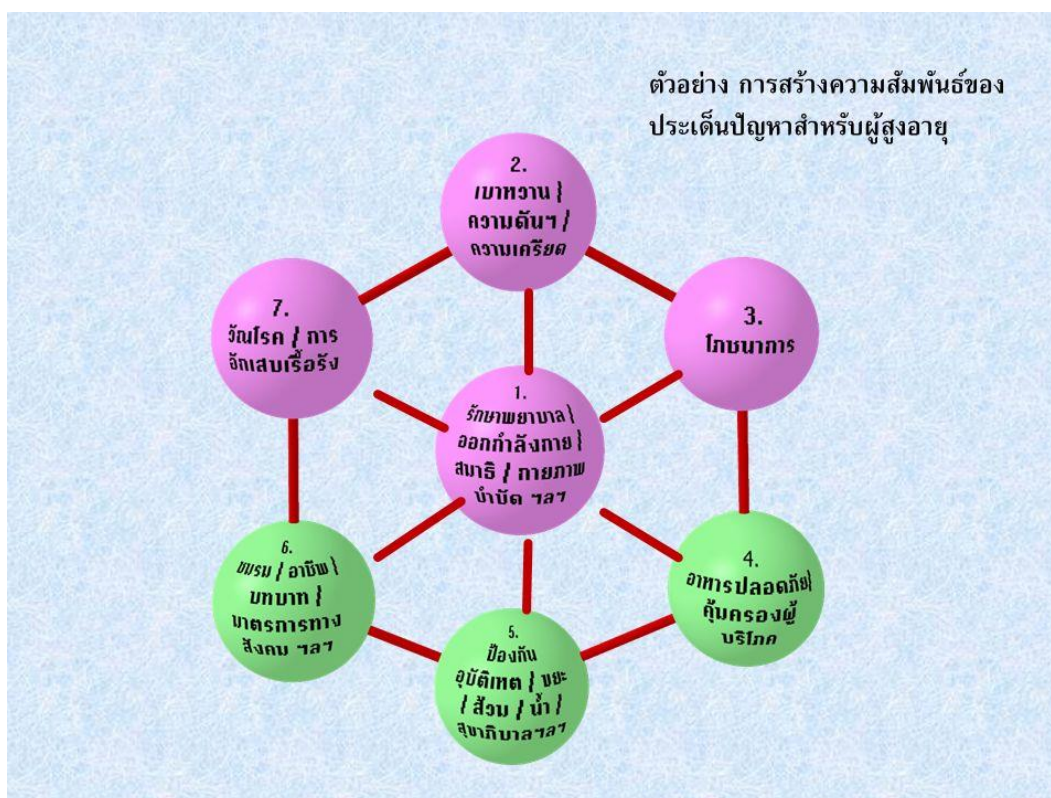 ตัวอย่าง การสร้างความสัมพันธ์ของ
ประเด็นปัญหาสำหรับผู้สูงอายุ
1.
รักษาพยาบาล/
ออกกำลังกาย/
สมาธิ / กายภาพ
บำบัด ฯลฯ
2.
เบาหวาน /
ความดันฯ /
ความเครียด
3.
โภชนาการ
4.
อาหารปลอดภัย/
คุ้มครองผู้
บริโภค
5.
ป้องกัน
อุบัติเหตุ / ขยะ
/ ส้วม / น้ำ /
สุขาภิบาลฯลฯ
6.
ชมรม / อาชีพ/
บทบาท /
มาตรการทาง
สังคม ฯลฯ
7.
วัณโรค / การ
อักเสบเรื้อรัง